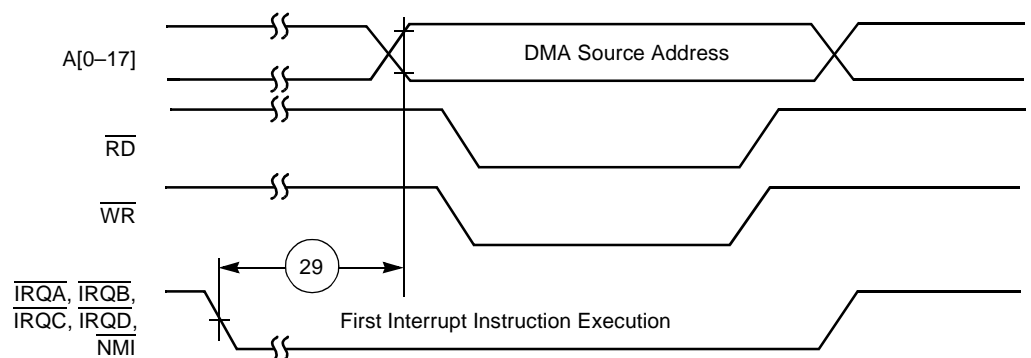 A[0–17]
DMA Source Address
RD
WR
29
IRQA, IRQB,
IRQC, IRQD,
NMI
First Interrupt Instruction Execution